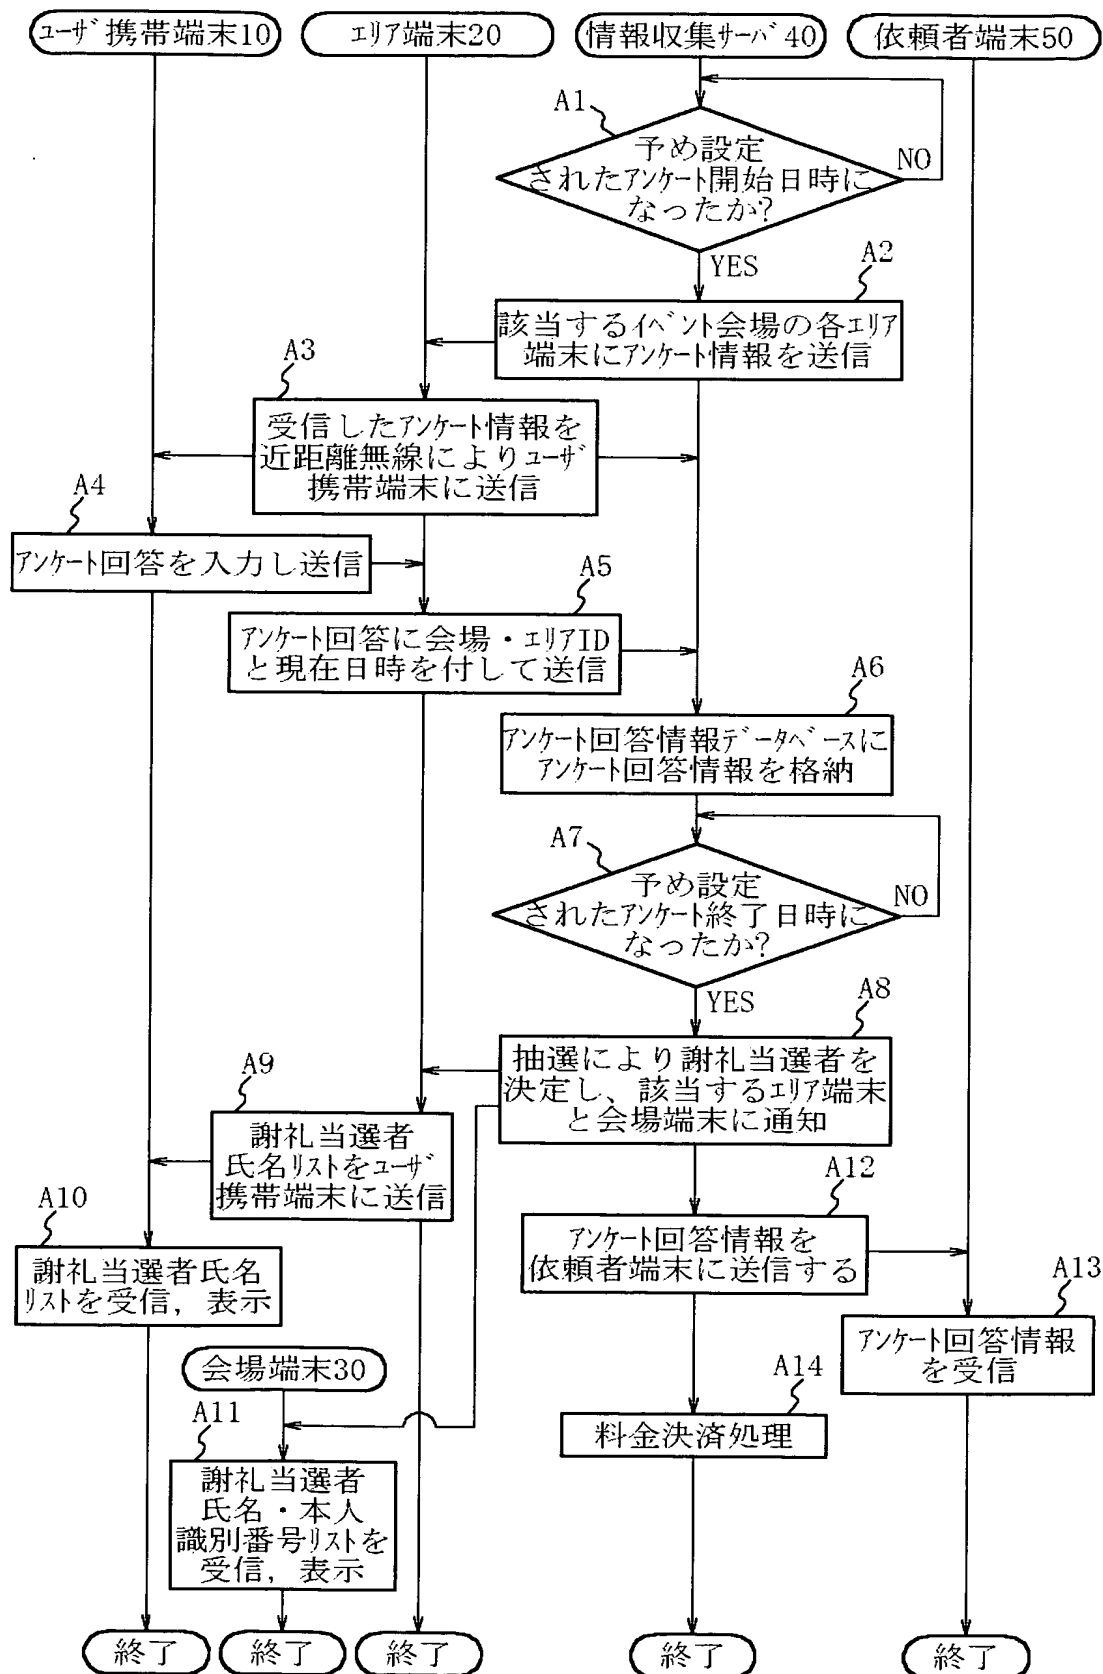 ユーザ携帯端末10
エリア端末20
情報収集サーバ40
依頼者端末50
A1
予め設定
されたアンケート開始日時に
なったか?
NO
YES
A2
該当するイベント会場の各エリア
端末にアンケート情報を送信
A3
受信したアンケート情報を
近距離無線によりユーザ
携帯端末に送信
A4
アンケート回答を入力し送信
A5
アンケート回答に会場・エリアID
と現在日時を付して送信
A6
アンケート回答情報データベースに
アンケート回答情報を格納
A7
予め設定
されたアンケート終了日時に
なったか?
NO
YES
A8
抽選により謝礼当選者を
決定し、該当するエリア端末
と会場端末に通知
A9
謝礼当選者
氏名リストをユーザ
携帯端末に送信
A10
謝礼当選者氏名
リストを受信, 表示
A12
アンケート回答情報を
依頼者端末に送信する
A13
アンケート回答情報
を受信
会場端末30
A11
謝礼当選者
氏名・本人
識別番号リストを
受信, 表示
A14
料金決済処理
終了
終了
終了
終了
終了